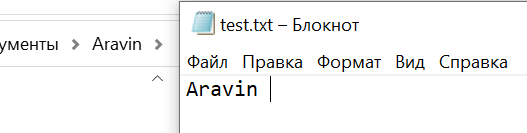 test.txt – Блокнот
ументы > Aravin >
Файл Правка Формат Вид Справка
Aravin